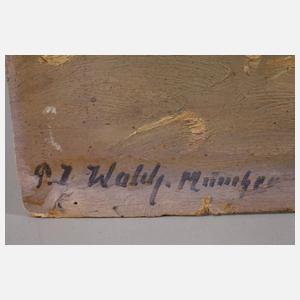 P. I. Walch. München